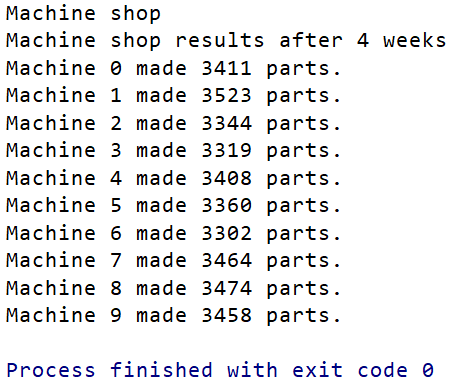 Machine shop
Machine shop results after 4 weeks
Machine 0 made 3411 parts.
Machine 1 made 3523 parts.
Machine 2 made 3344 parts.
Machine 3 made 3319 parts.
Machine 4 made 3408 parts.
Machine 5 made 3360 parts.
Machine 6 made 3302 parts.
Machine 7 made 3464 parts.
Machine 8 made 3474 parts.
Machine 9 made 3458 parts.
Process finished with exit code 0